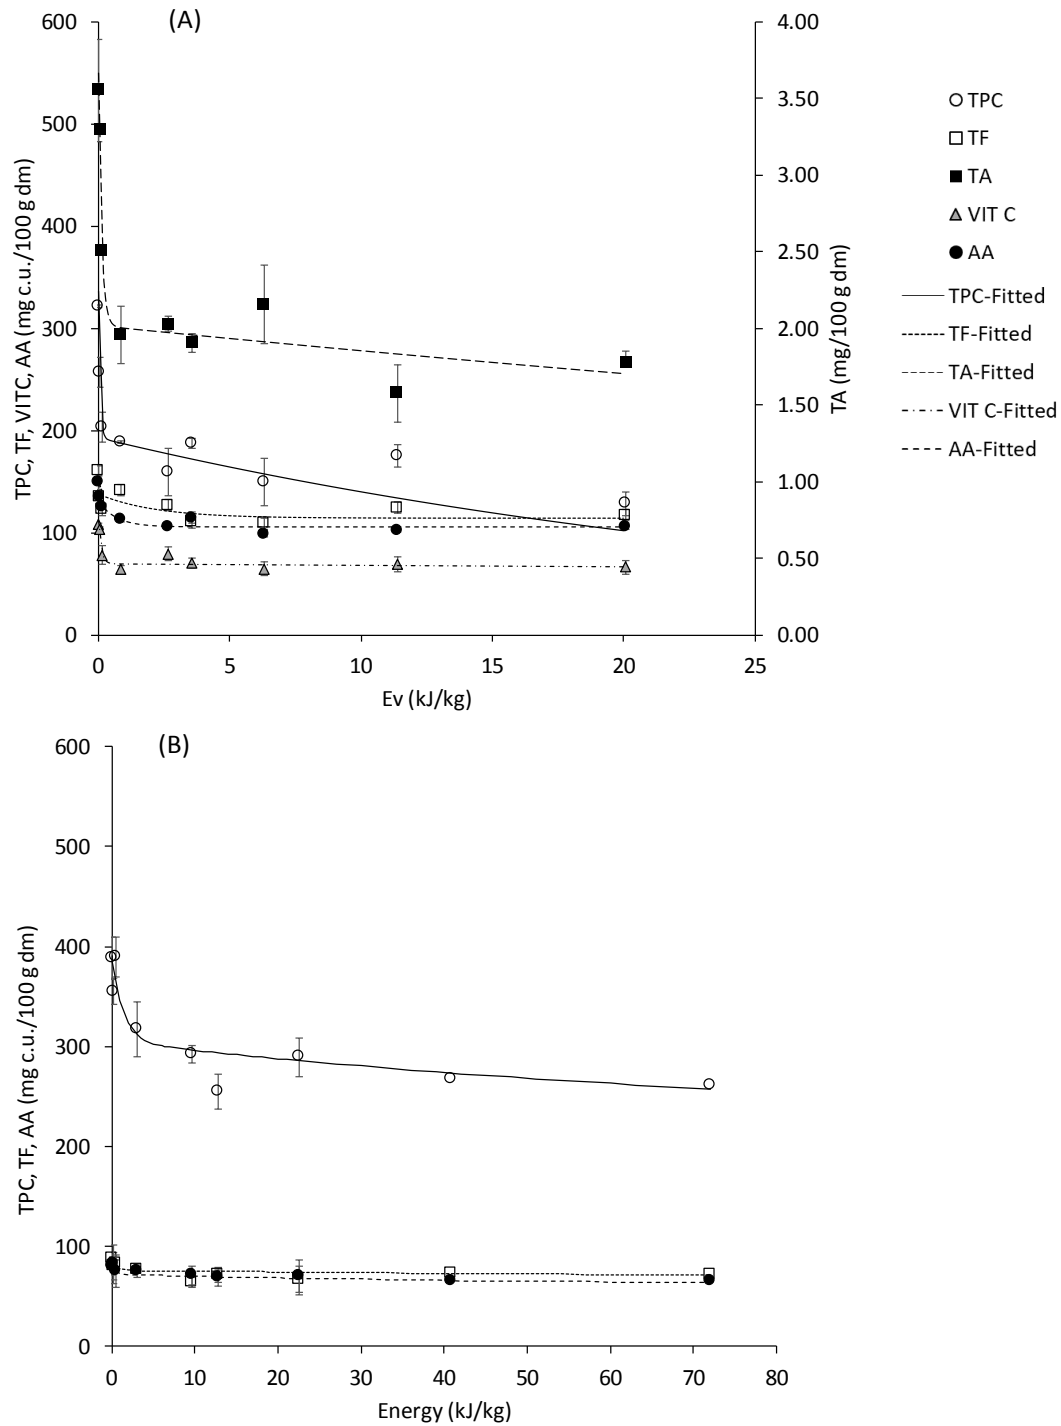 (A)
600
500
400
300
200
100
0
TPC, TF, VITC, AA (mg c.u./100 g dm)
4.00
3.50
3.00
2.50
2.00
1.50
1.00
0.50
0.00
TA (mg/100 g dm)
0 5 10 15 20 25
Ev (kJ/kg)
TPC
TF
TA
VIT C
AA
TPC-Fitted
TF-Fitted
TA-Fitted
VIT C-Fitted
AA-Fitted
(B)
600
500
400
300
200
100
0
TPC, TF, AA (mg c.u./100 g dm)
0 10 20 30 40 50 60 70 80
Energy (kJ/kg)